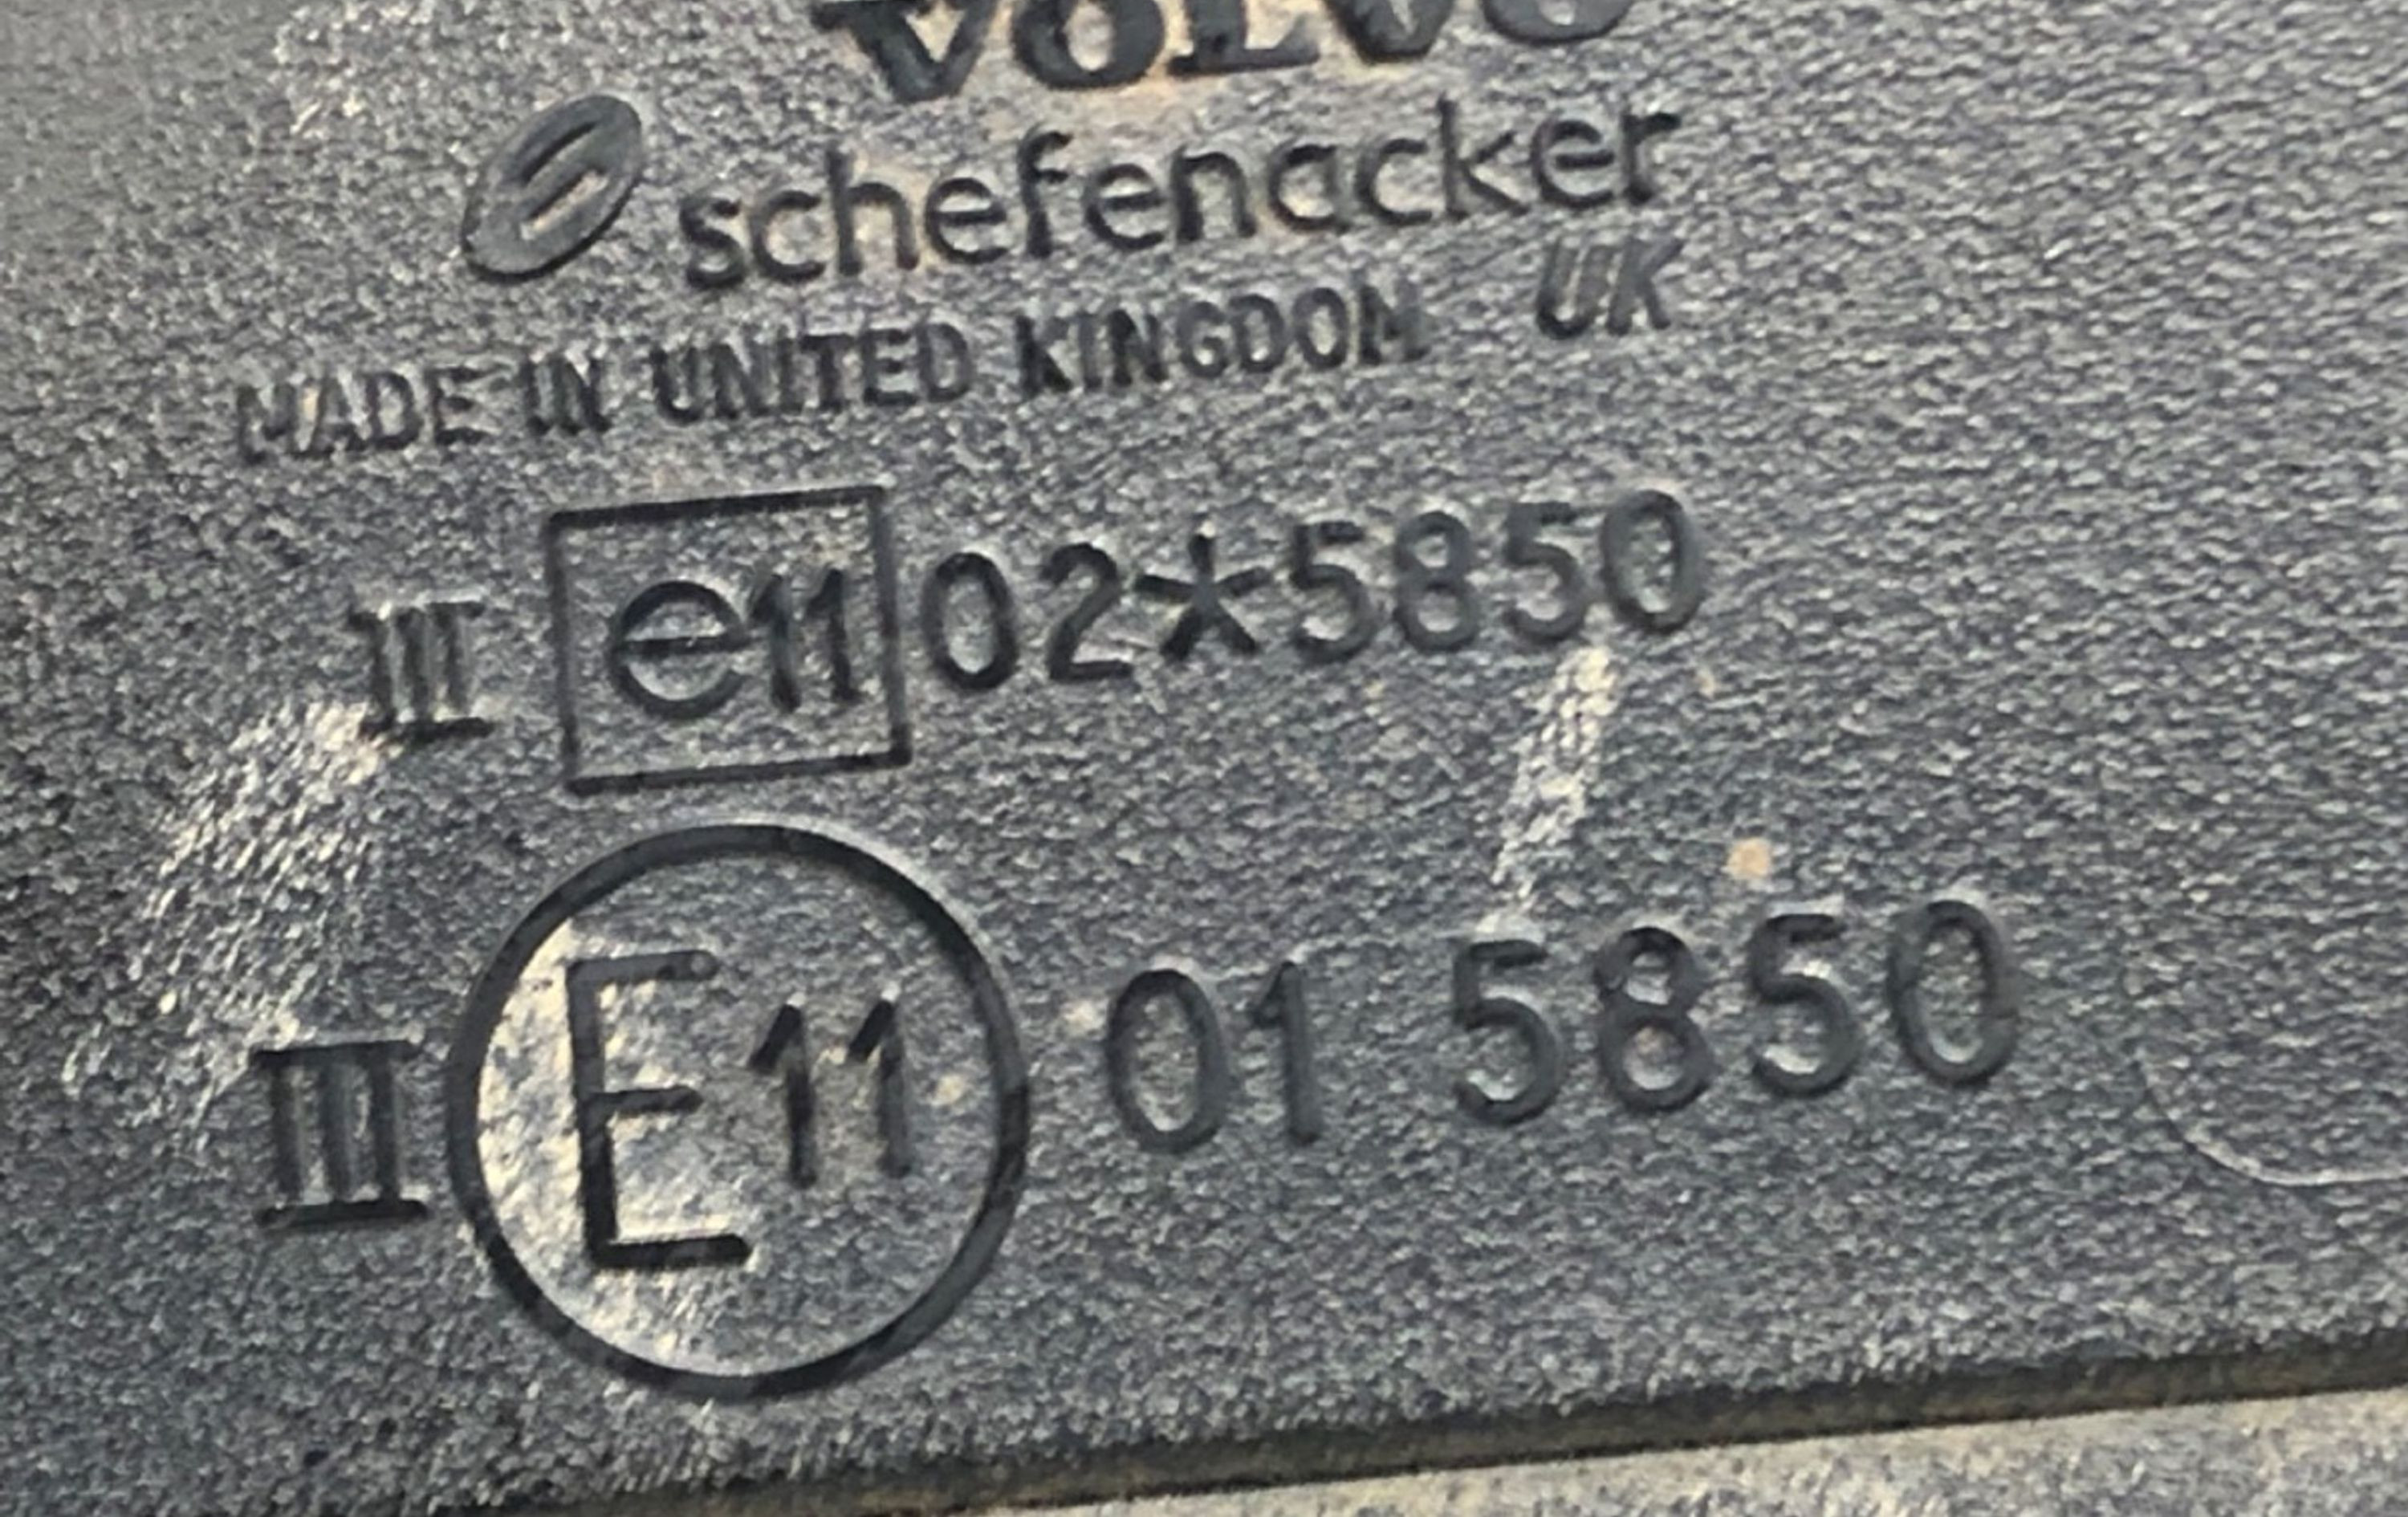 VOLVO
schefenacker
UK
MADE IN UNITED KINGDOM
III e11 02*5850
III E11 01 5850